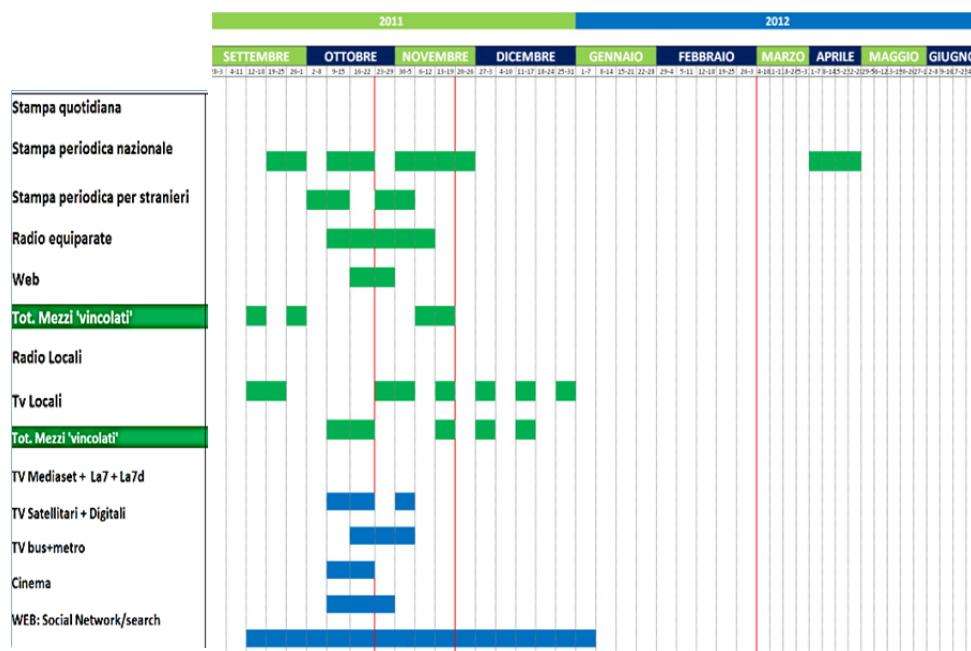 2011 2012
SETTEMBRE OTTOBRE NOVEMBRE DICEMBRE GENNAIO FEBBRAIO MARZO APRILE MAGGIO GIUGNO
4-11 12-18 19-25 26-1 2-8 9-15 16-22 23-29 30-5 6-12 13-19 20-26 27-3 4-10 11-17 18-24 25-31 1-7 8-14 15-21 22-28 29-4 5-11 12-18 19-25 26-3
Stampa quotidiana
Stampa periodica nazionale
Stampa periodica per stranieri
Radio equiparate
Web
Tot. Mezzi 'vincolati'
Radio Locali
Tv Locali
Tot. Mezzi 'vincolati'
TV Mediaset + La7 + La7d
TV Satellitari + Digitali
TV bus+metro
Cinema
WEB: Social Network/search